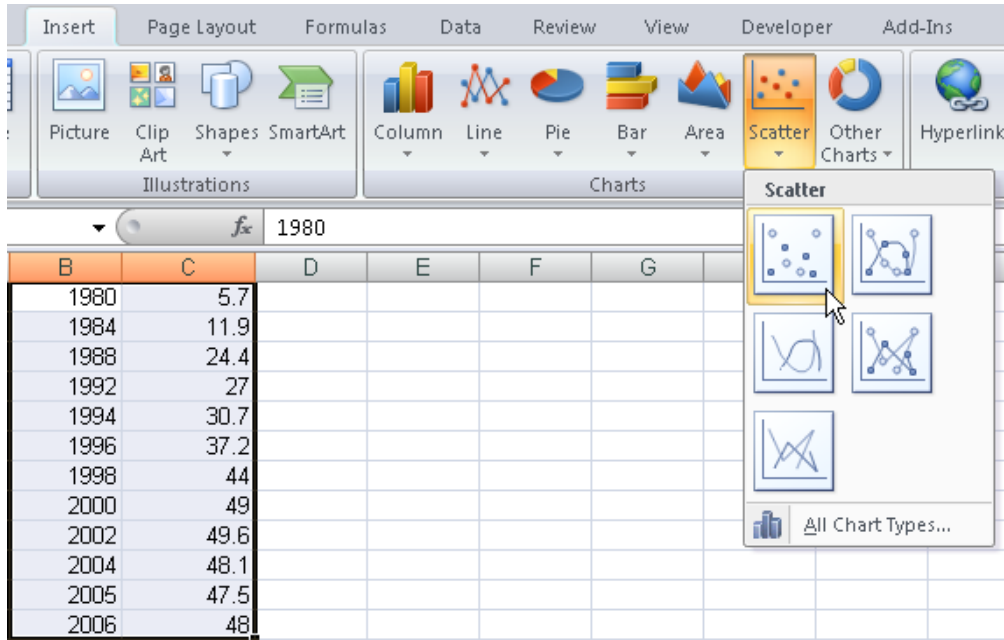 Insert Page Layout Formulas Data Review View Developer Add-Ins
Picture Clip Art Shapes SmartArt Column Line Pie Bar Area Scatter Other Charts Hyperlink
Illustrations Charts
Scatter
fx 1980
B C D E F G
1980 5.7
1984 11.9
1988 24.4
1992 27
1994 30.7
1996 37.2
1998 44
2000 49
2002 49.6
2004 48.1
2005 47.5
2006 48
All Chart Types...